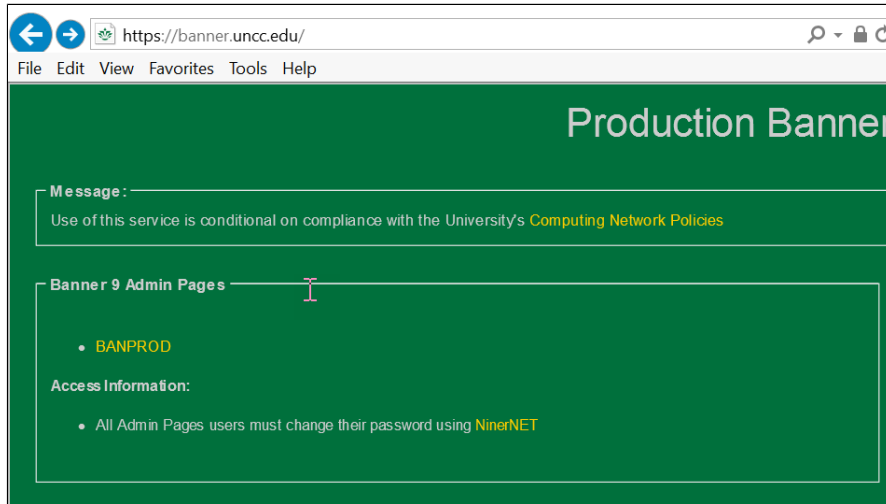 https://banner.uncc.edu/
File Edit View Favorites Tools Help
Production Banner
Message:
Use of this service is conditional on compliance with the University's Computing Network Policies
Banner 9 Admin Pages
BANPROD
Access Information:
All Admin Pages users must change their password using NinerNET